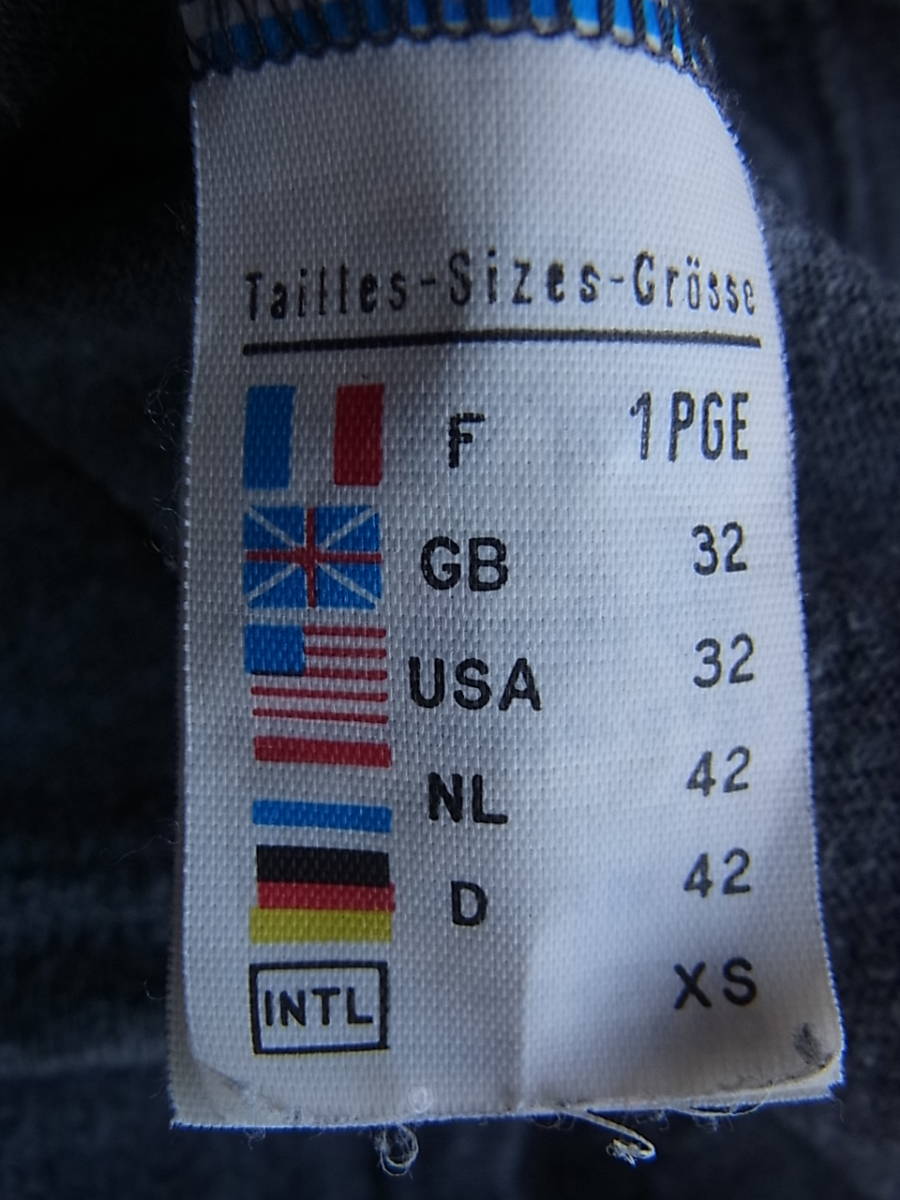 Tailles-Sizes-Grösse
F 1PGE
GB 32
USA 32
NL 42
D 42
INTL XS